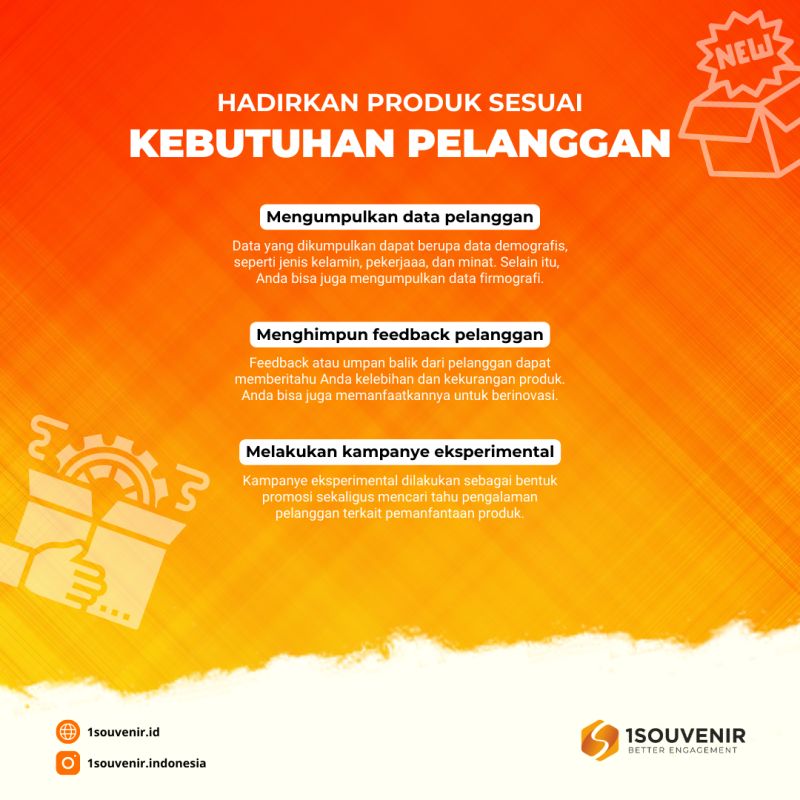 NEW
HADIRKAN PRODUK SESUAI
KEBUTUHAN PELANGGAN
Mengumpulkan data pelanggan
Data yang dikumpulkan dapat berupa data demografis,
seperti jenis kelamin, pekerjaaa, dan minat. Selain itu,
Anda bisa juga mengumpulkan data firmografi.
Menghimpun feedback pelanggan
Feedback atau umpan balik dari pelanggan dapat
memberitahu Anda kelebihan dan kekurangan produk.
Anda bisa juga memanfaatkannya untuk berinovasi.
Melakukan kampanye eksperimental
Kampanye eksperimental dilakukan sebagai bentuk
promosi sekaligus mencari tahu pengalaman
pelanggan terkait pemanfantaan produk.
1souvenir.id
1souvenir.indonesia
1SOUVENIR
BETTER ENGAGEMENT